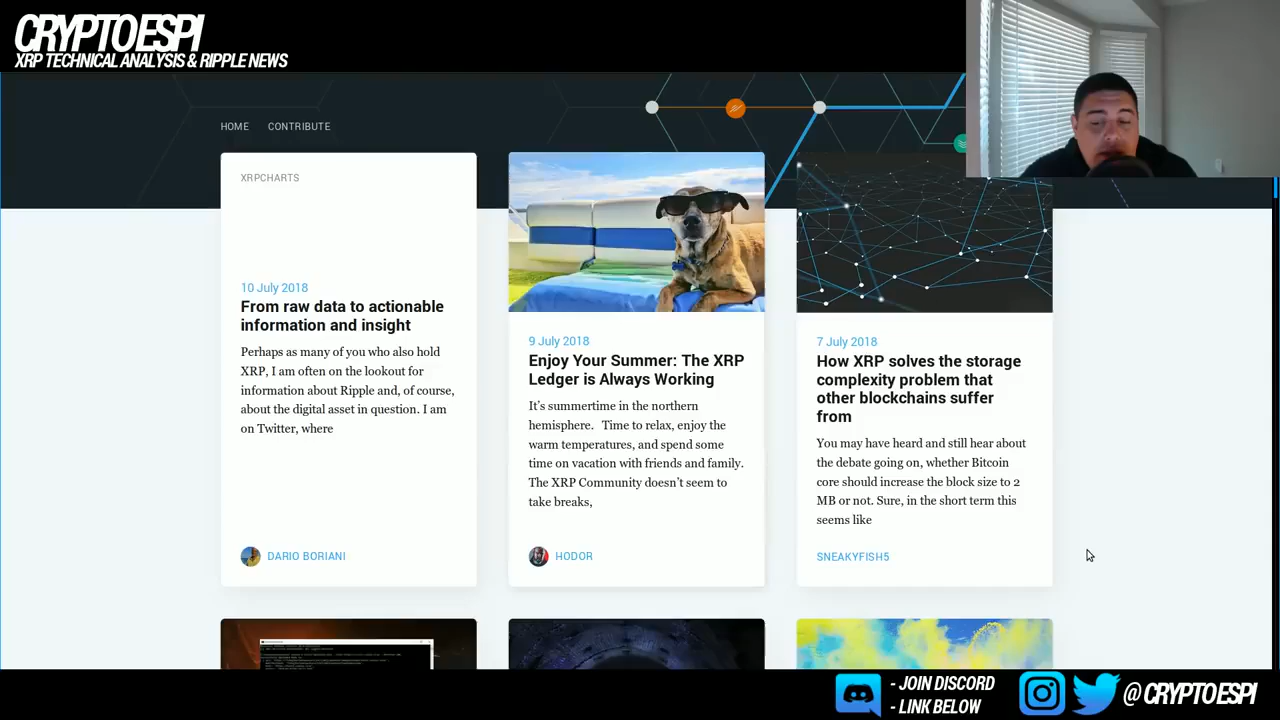 CRYPTOESPI
XRP TECHNICAL ANALYSIS & RIPPLE NEWS
HOME CONTRIBUTE
XRPCHARTS
10 July 2018
From raw data to actionable
information and insight
Perhaps as many of you who also hold
XRP, I am often on the lookout for
information about Ripple and, of course,
about the digital asset in question. I am
on Twitter, where
DARIO BORIANI
9 July 2018
Enjoy Your Summer: The XRP
Ledger is Always Working
It’s summertime in the northern
hemisphere. Time to relax, enjoy the
warm temperatures, and spend some
time on vacation with friends and family.
The XRP Community doesn’t seem to
take breaks,
HODOR
7 July 2018
How XRP solves the storage
complexity problem that
other blockchains suffer
from
You may have heard and still hear about
the debate going on, whether Bitcoin
core should increase the block size to 2
MB or not. Sure, in the short term this
seems like
SNEAKYFISH5
- JOIN DISCORD
- LINK BELOW
@CRYPTOESPI